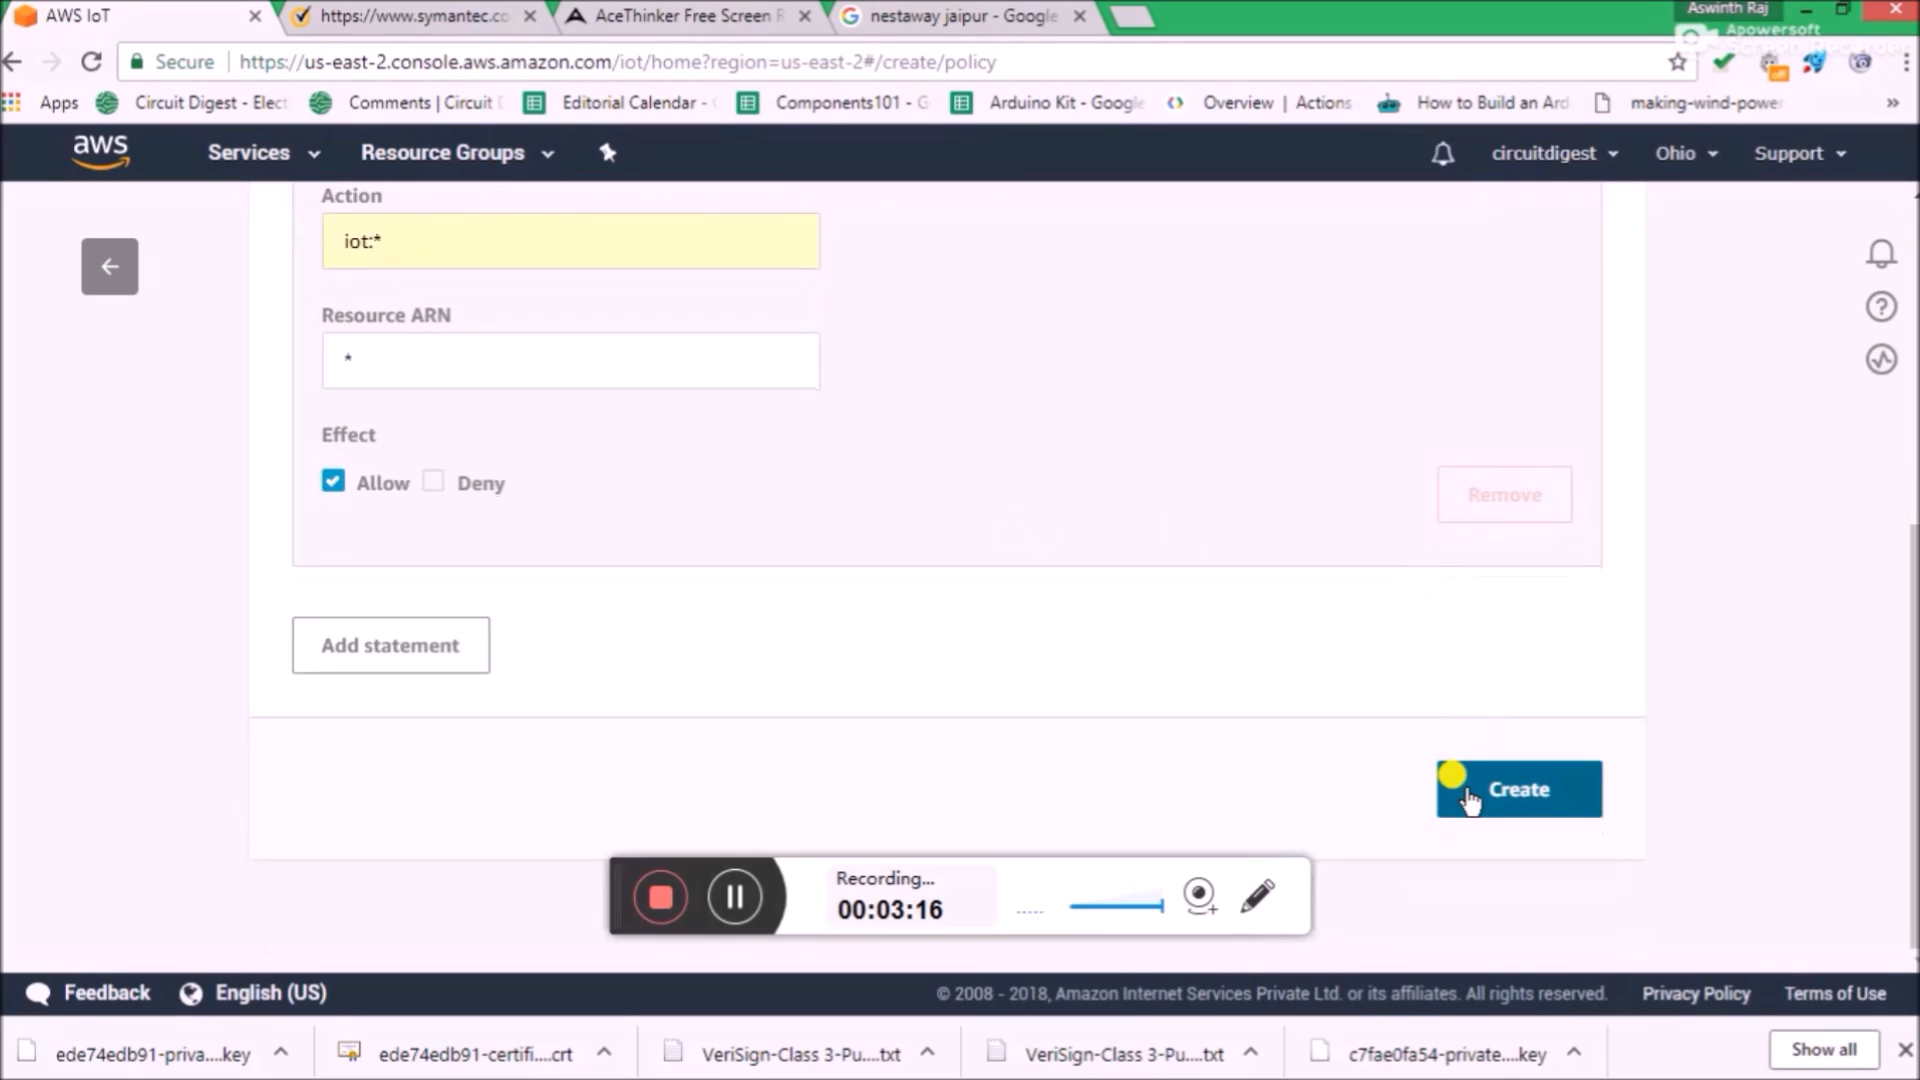 AWS IoT
https://www.symantec.co
AceThinker Free Screen R
nestaway jaipur - Google
Aswinth Raj
Apowersoft
Screen Recorder
Secure
https://us-east-2.console.aws.amazon.com/iot/home?region=us-east-2#/create/policy
Apps
Circuit Digest - Elect
Comments | Circuit D
Editorial Calendar -
Components101 - G
Arduino Kit - Google
Overview | Actions
How to Build an Ard
making-wind-power
»
aws
Services
Resource Groups
circuitdigest
Ohio
Support
Action
iot:*
Resource ARN
*
Effect
Allow
Deny
Remove
Add statement
Create
Recording...
00:03:16
Feedback
English (US)
© 2008 - 2018, Amazon Internet Services Private Ltd. or its affiliates. All rights reserved.
Privacy Policy
Terms of Use
ede74edb91-priva....key
ede74edb91-certifi....crt
VeriSign-Class 3-Pu....txt
VeriSign-Class 3-Pu....txt
c7fae0fa54-private....key
Show all